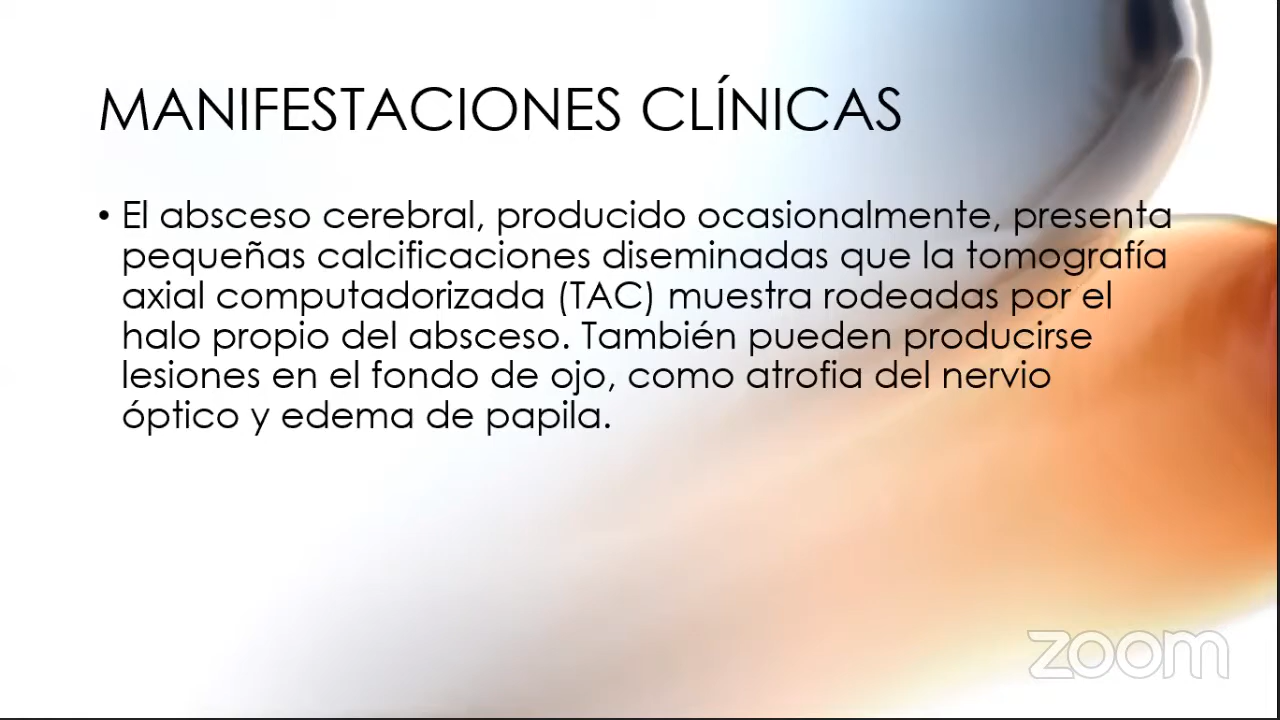 MANIFESTACIONES CLÍNICAS
• El absceso cerebral, producido ocasionalmente, presenta
pequeñas calcificaciones diseminadas que la tomografía
axial computadorizada (TAC) muestra rodeadas por el
halo propio del absceso. También pueden producirse
lesiones en el fondo de ojo, como atrofia del nervio
óptico y edema de papila.
zoom